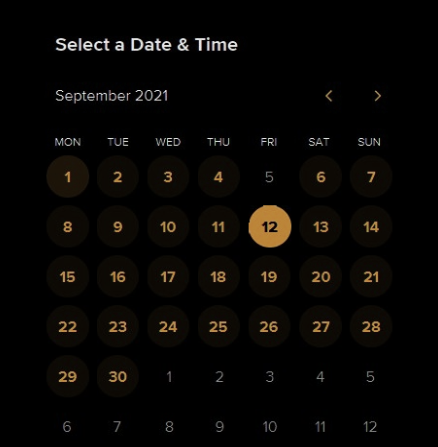 Select a Date & Time
September 2021
MON TUE WED THU FRI SAT SUN
1 2 3 4 5 6 7
8 9 10 11 12 13 14
15 16 17 18 19 20 21
22 23 24 25 26 27 28
29 30 1 2 3 4 5
6 7 8 9 10 11 12